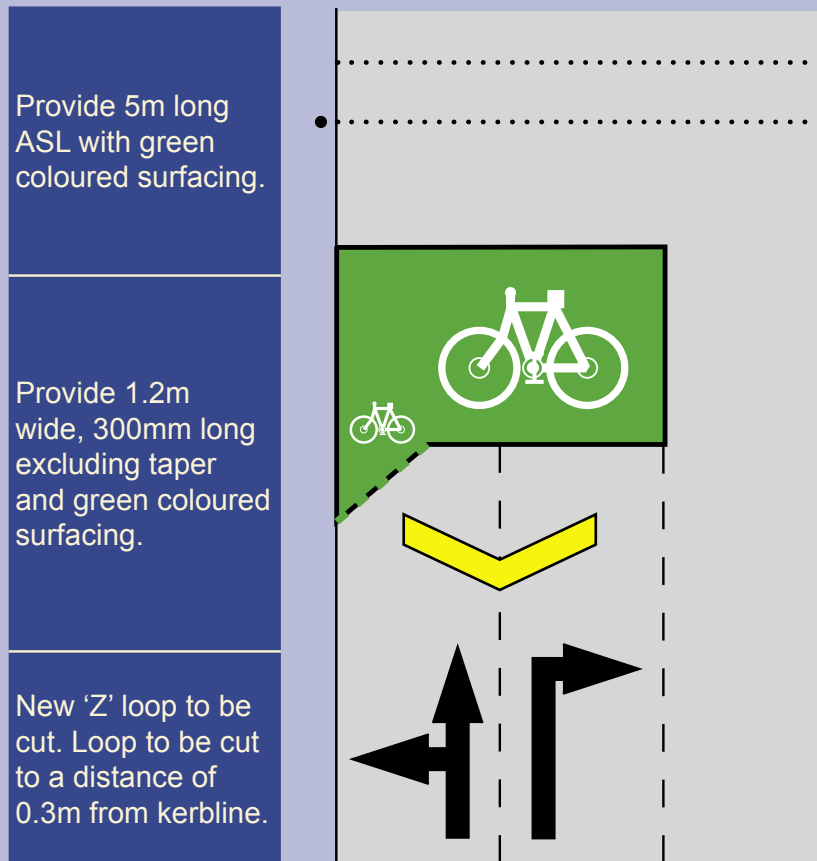 Provide 5m long
ASL with green
coloured surfacing.
Provide 1.2m
wide, 300mm long
excluding taper
and green coloured
surfacing.
New ‘Z’ loop to be
cut. Loop to be cut
to a distance of
0.3m from kerbline.